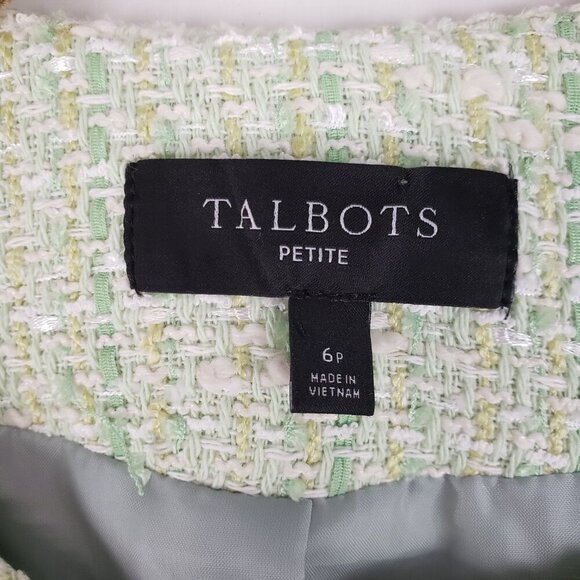 TALBOTS
PETITE
6P
MADE IN
VIETNAM